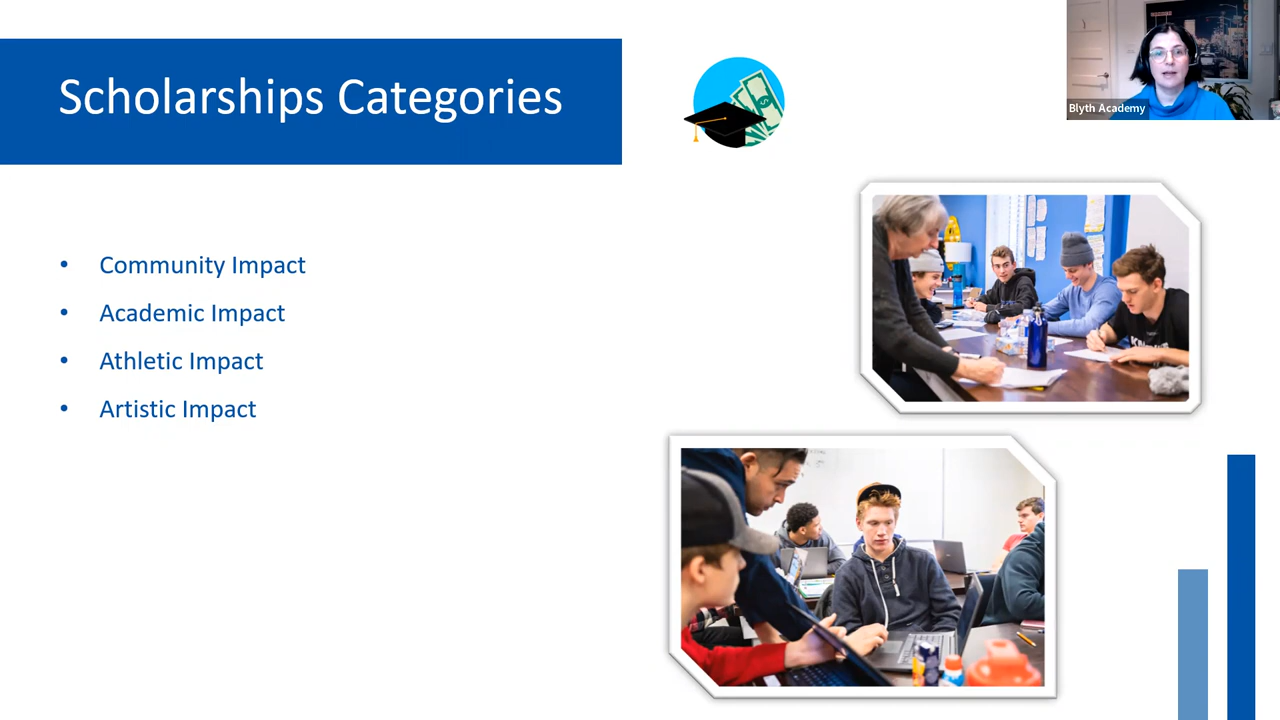 Scholarships Categories
Blyth Academy
• Community Impact
• Academic Impact
• Athletic Impact
• Artistic Impact